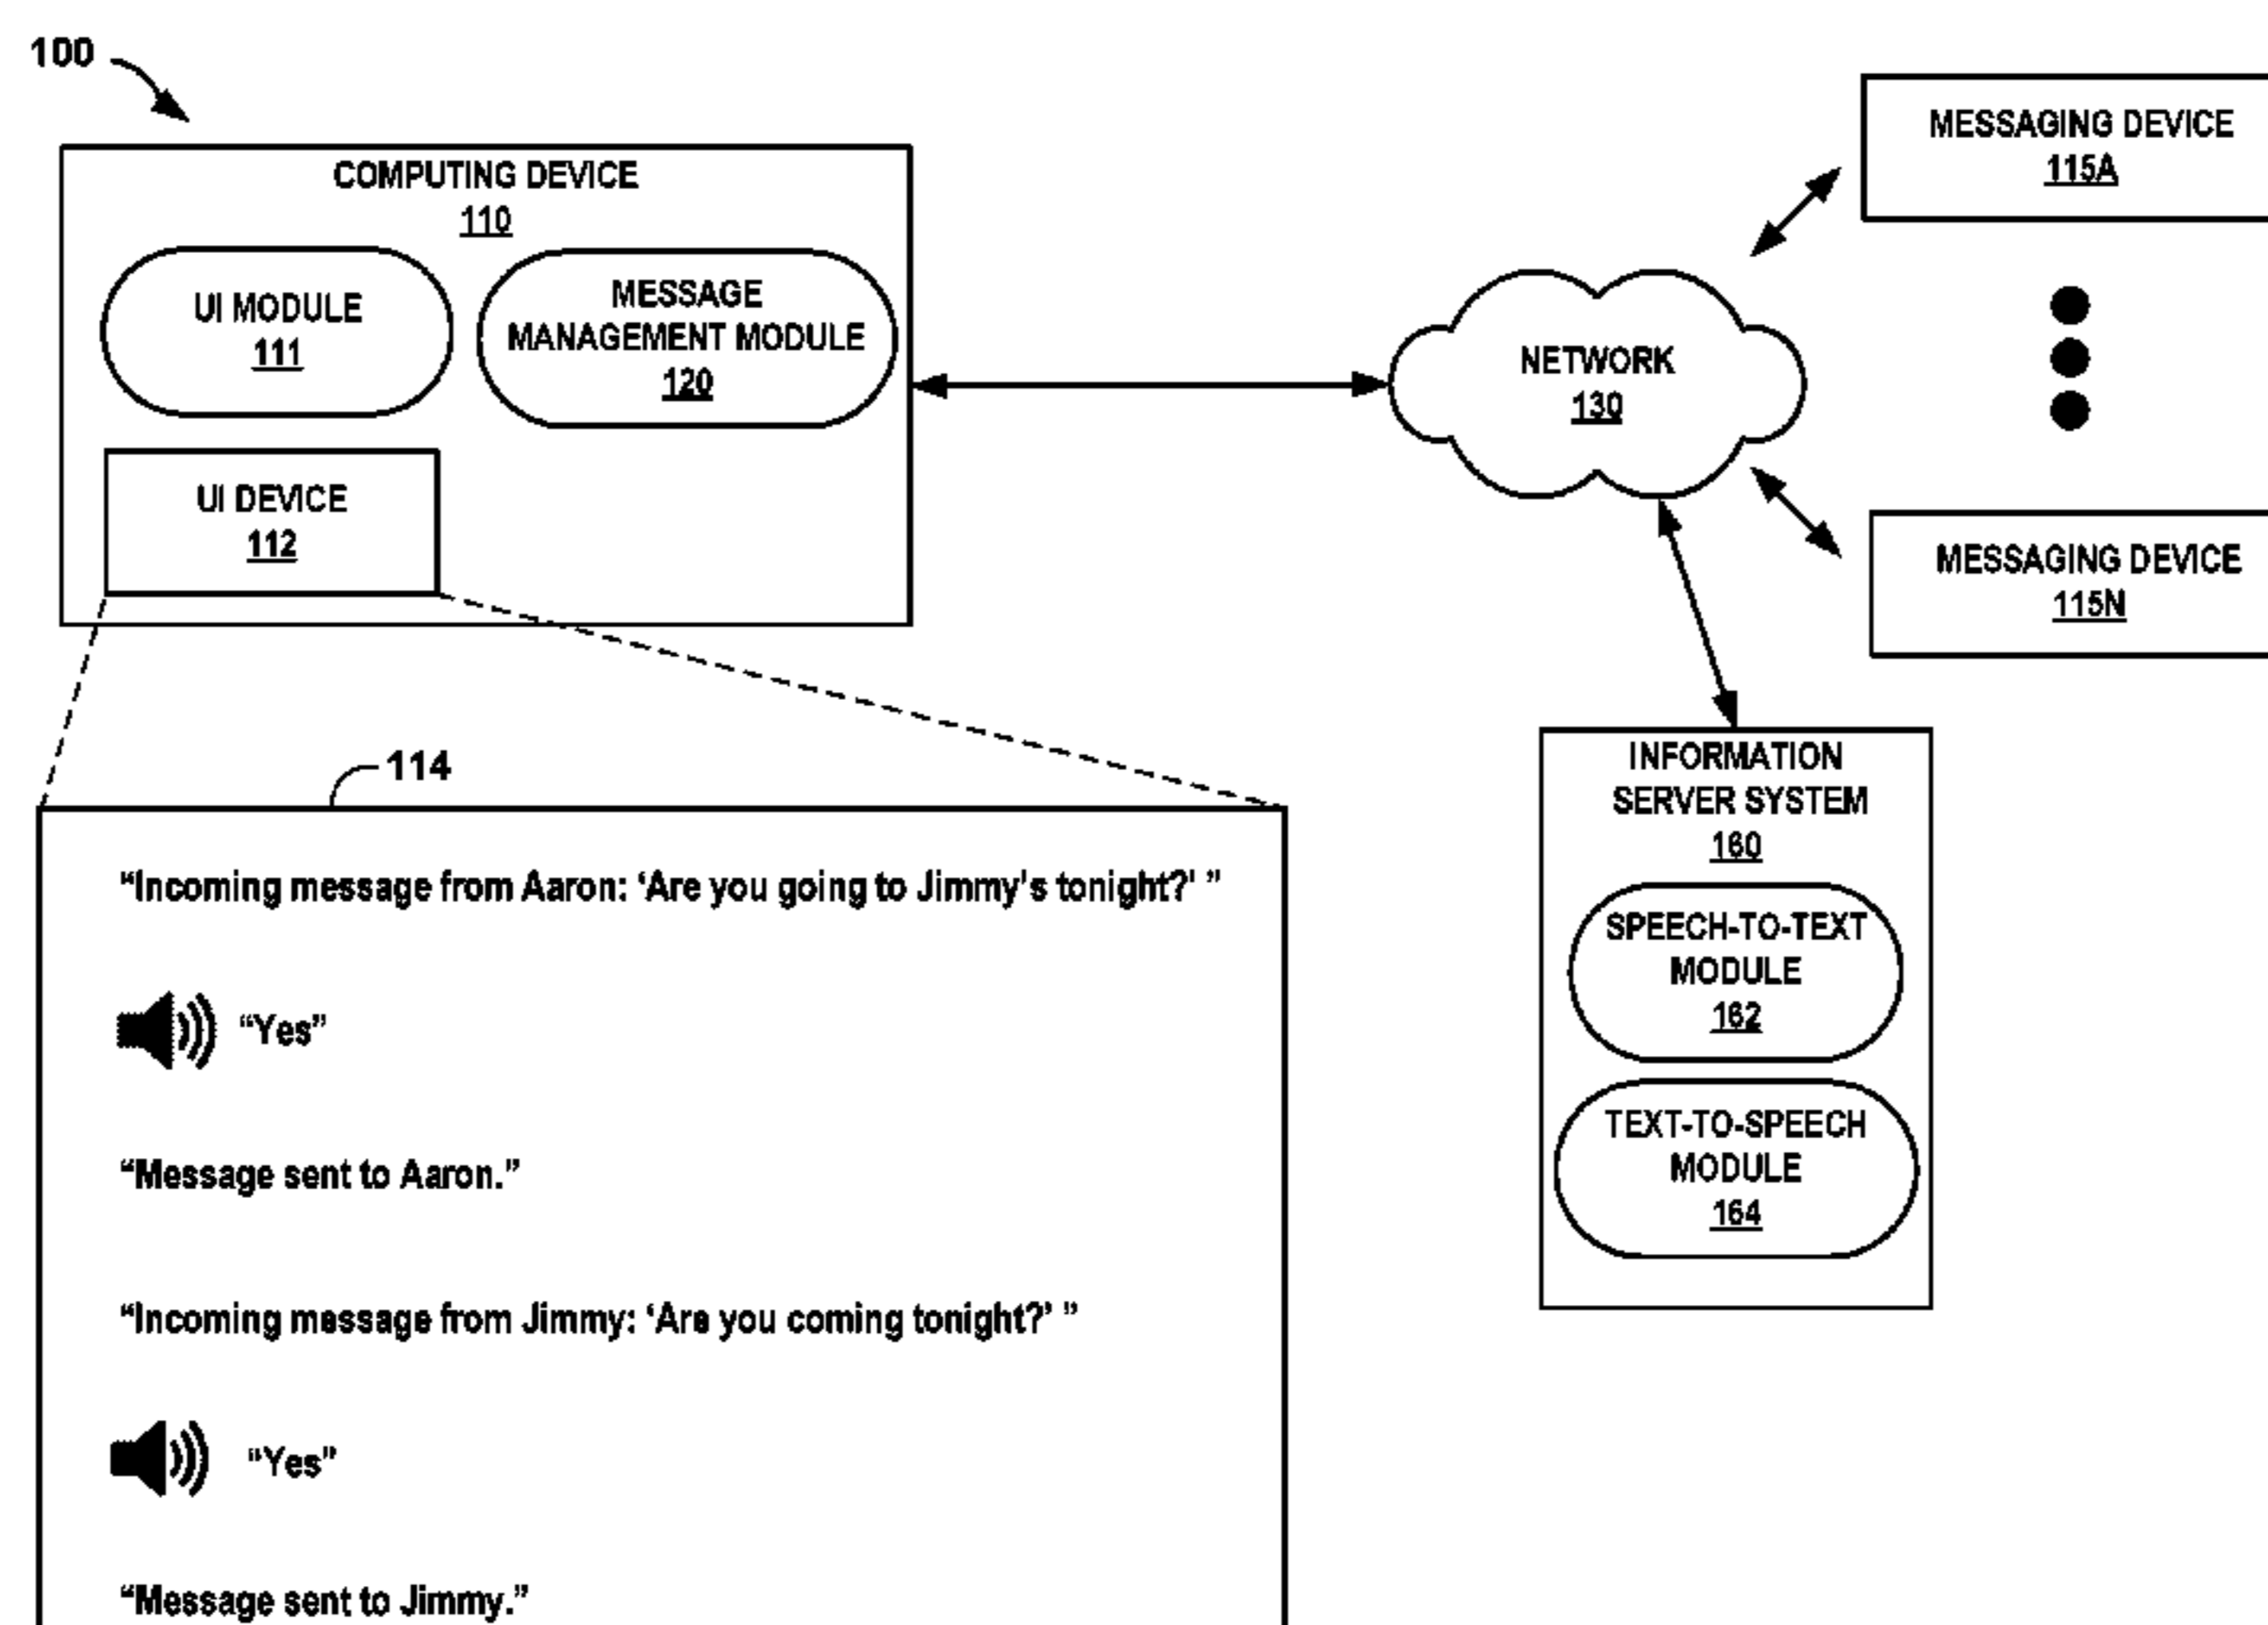 100
COMPUTING DEVICE
110
UI MODULE
111
MESSAGE
MANAGEMENT MODULE
120
UI DEVICE
112
NETWORK
130
MESSAGING DEVICE
115A
MESSAGING DEVICE
115N
INFORMATION
SERVER SYSTEM
160
SPEECH-TO-TEXT
MODULE
162
TEXT-TO-SPEECH
MODULE
164
114
“Incoming message from Aaron: ‘Are you going to Jimmy’s tonight?’ ”
“Yes”
“Message sent to Aaron.”
“Incoming message from Jimmy: ‘Are you coming tonight?’ ”
“Yes”
“Message sent to Jimmy.”